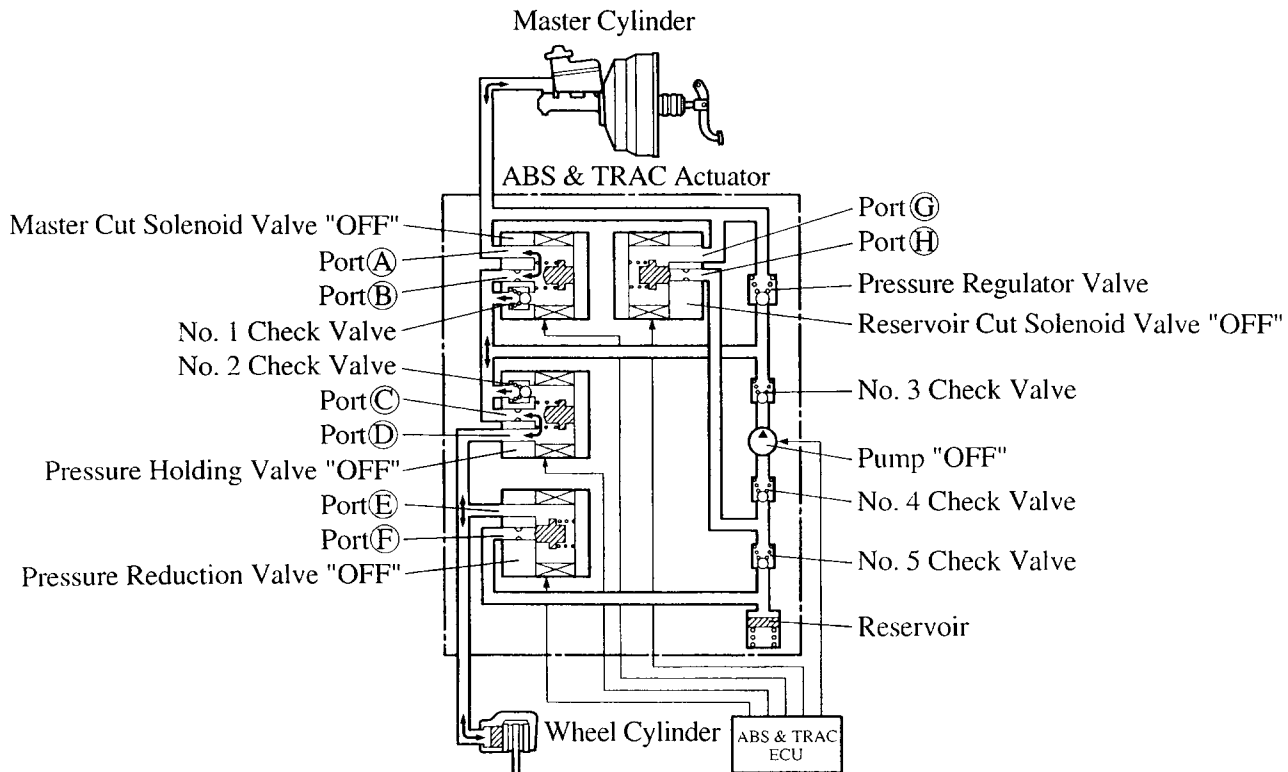 Master Cylinder
ABS & TRAC Actuator
Master Cut Solenoid Valve "OFF"
Port Ⓐ
Port Ⓑ
No. 1 Check Valve
No. 2 Check Valve
Port Ⓒ
Port Ⓓ
Pressure Holding Valve "OFF"
Port Ⓔ
Port Ⓕ
Pressure Reduction Valve "OFF"
Port Ⓖ
Port Ⓗ
Pressure Regulator Valve
Reservoir Cut Solenoid Valve "OFF"
No. 3 Check Valve
Pump "OFF"
No. 4 Check Valve
No. 5 Check Valve
Reservoir
Wheel Cylinder
ABS & TRAC
ECU